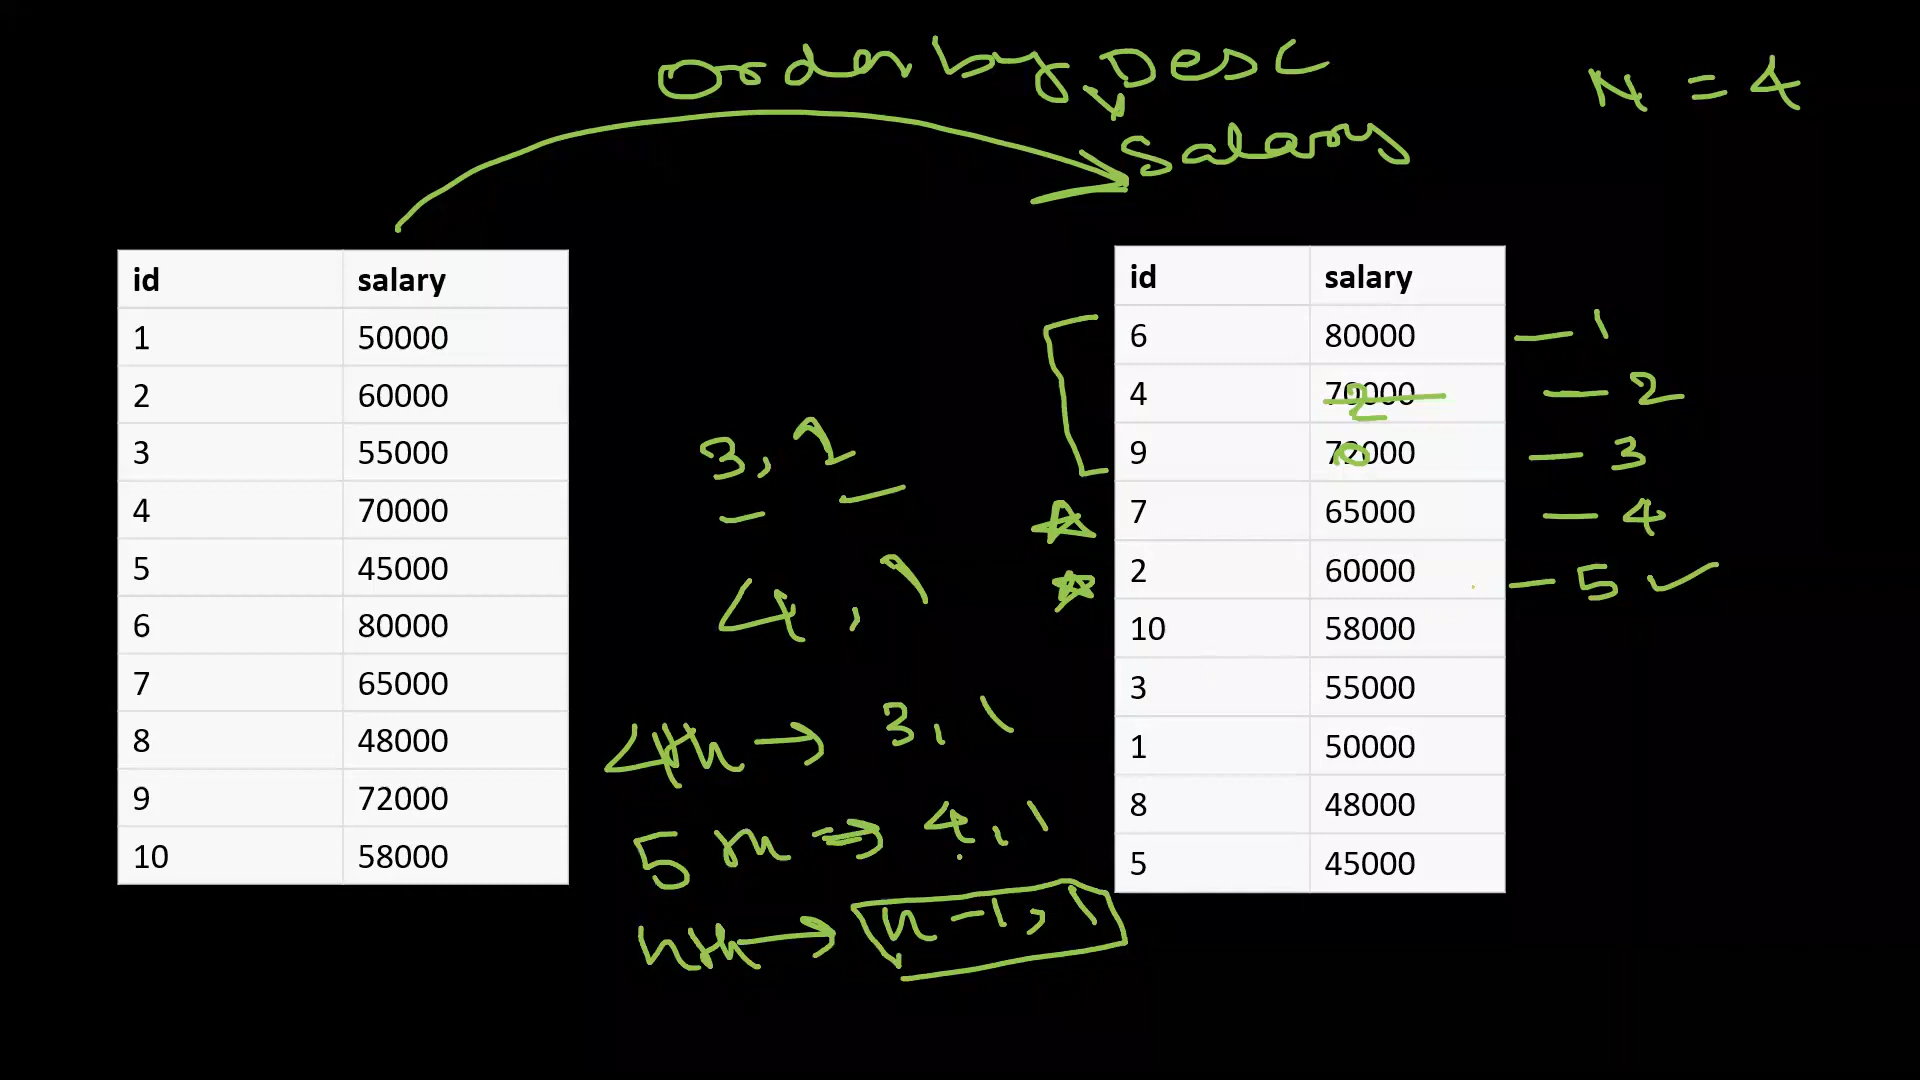 Order by Desc
Salary
N = 4
id salary
1 50000
2 60000
3 55000
4 70000
5 45000
6 80000
7 65000
8 48000
9 72000
10 58000
3, 2
4, 1
4th → 3, 1
5th ⇒ 4, 1
nth → n-1, 1
id salary
6 80000 — 1
4 70000 — 2
9 72000 — 3
7 65000 — 4
2 60000 — 5 ✓
10 58000
3 55000
1 50000
8 48000
5 45000